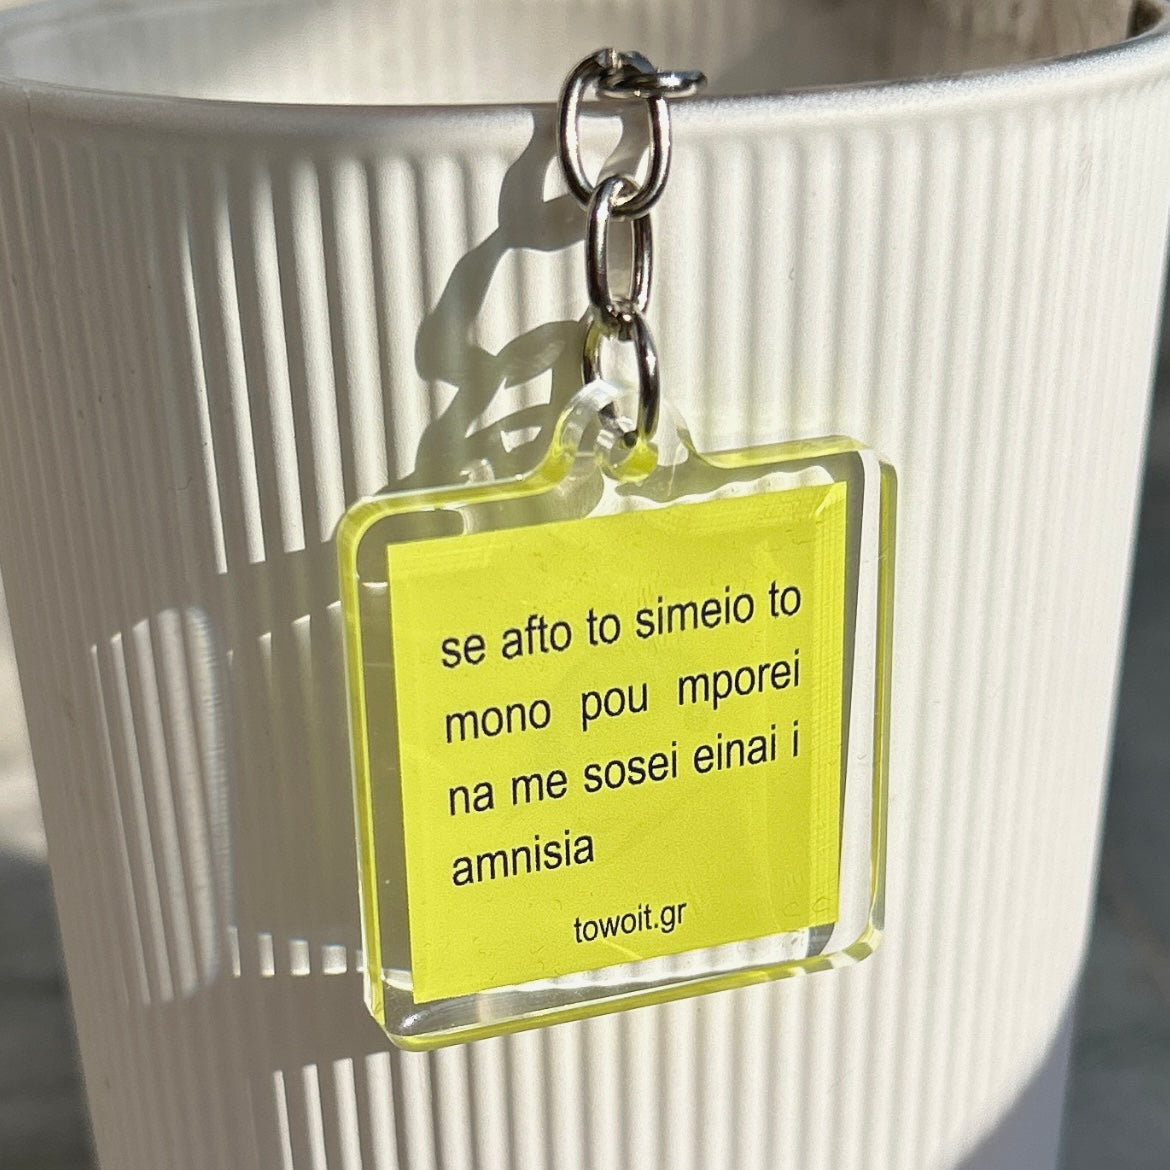 se afto to simeio to
mono pou mporei
na me sosei einai i
amnisia
towoit.gr